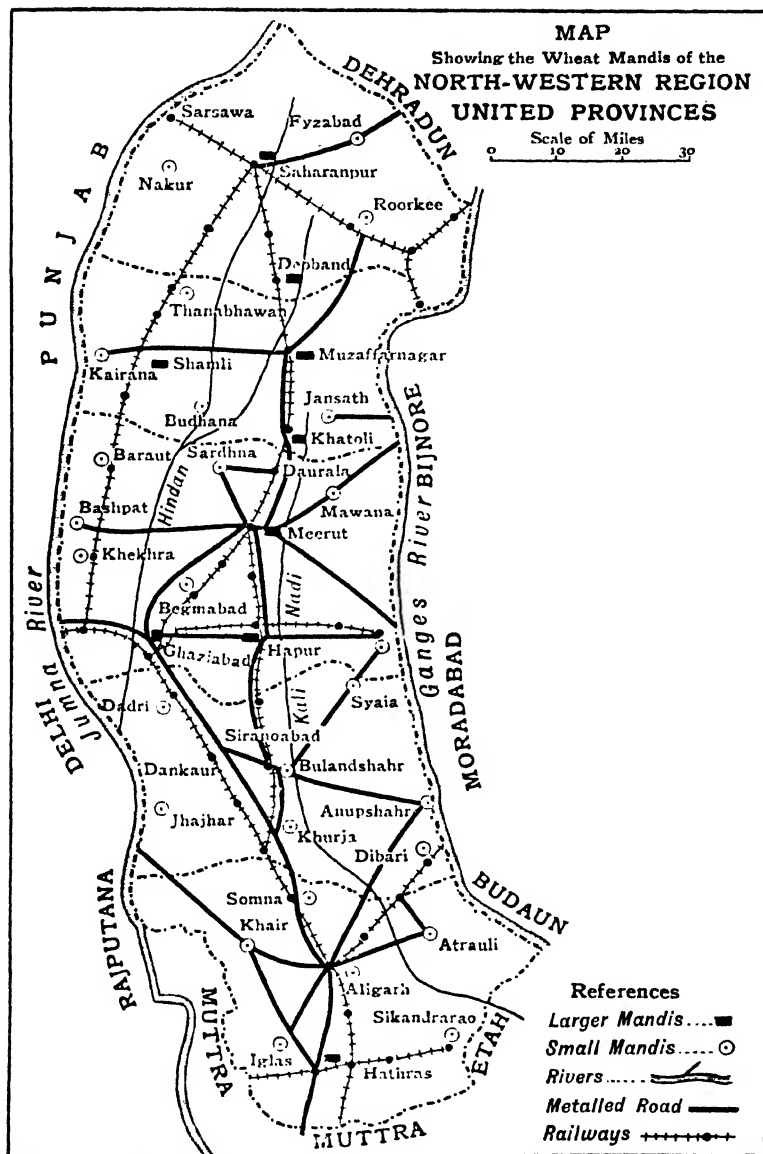 MAP
Showing the Wheat Mandis of the
NORTH-WESTERN REGION
UNITED PROVINCES
Scale of Miles
0 10 20 30
DEHRADUN
Sarsawa
Fyzabad
PUNJAB
Nakur
Saharanpur
Roorkee
Deoband
Thanabhawan
Kairana
Shamli
Muzaffarnagar
Jansath
Budhana
Khatoli
BIJNORE
Baraut
Sardhna
Daurala
Hindan
Mawana
Bashpat
Meerut
Khekhra
Ganges River
Jumna River
Begmabad
Nadi
Kali
Ghaziabad
Hapur
DELHI
Dadri
Syaia
MORADABAD
Siranoabad
Dankaur
Bulandshahr
Anupshahr
Jhajhar
Khurja
Dibari
BUDAUN
RAJPUTANA
Somna
Khair
Atrauli
MUTTRA
Aligarh
Sikandrarao
ETAH
Iglas
Hathras
MUTTRA
References
Larger Mandis
Small Mandis
Rivers
Metalled Road
Railways